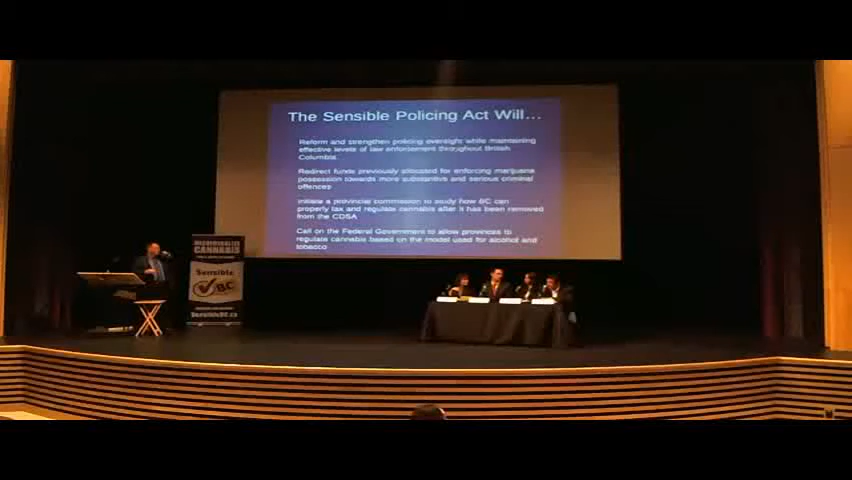 The Sensible Policing Act Will...
Reform and strengthen policing oversight while maintaining
effective levels of law enforcement throughout British
Columbia.
Redirect funds previously allocated for enforcing marijuana
possession towards more substantive and serious criminal
offences
Initiate a provincial commission to study how BC can
properly tax and regulate cannabis after it has been removed
from the CDSA
Call on the Federal Government to allow provinces to
regulate cannabis based on the model used for alcohol and
tobacco
DECRIMINALIZE
CANNABIS
Sensible
BC
SensibleBC.ca